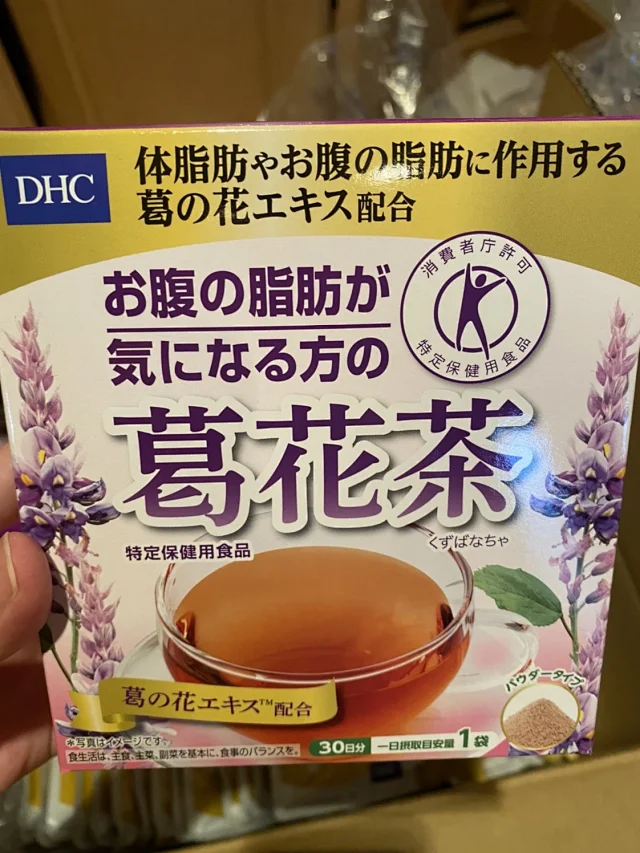 DHC
体脂肪やお腹の脂肪に作用する
葛の花エキス配合
消費者庁許可
特定保健用食品
お腹の脂肪が
気になる方の
葛花茶
くずばなちゃ
特定保健用食品
パウダータイプ
葛の花エキス™配合
*写真はイメージです。
食生活は、主食、主菜、副菜を基本に、食事のバランスを。
30日分 一日摂取目安量1袋